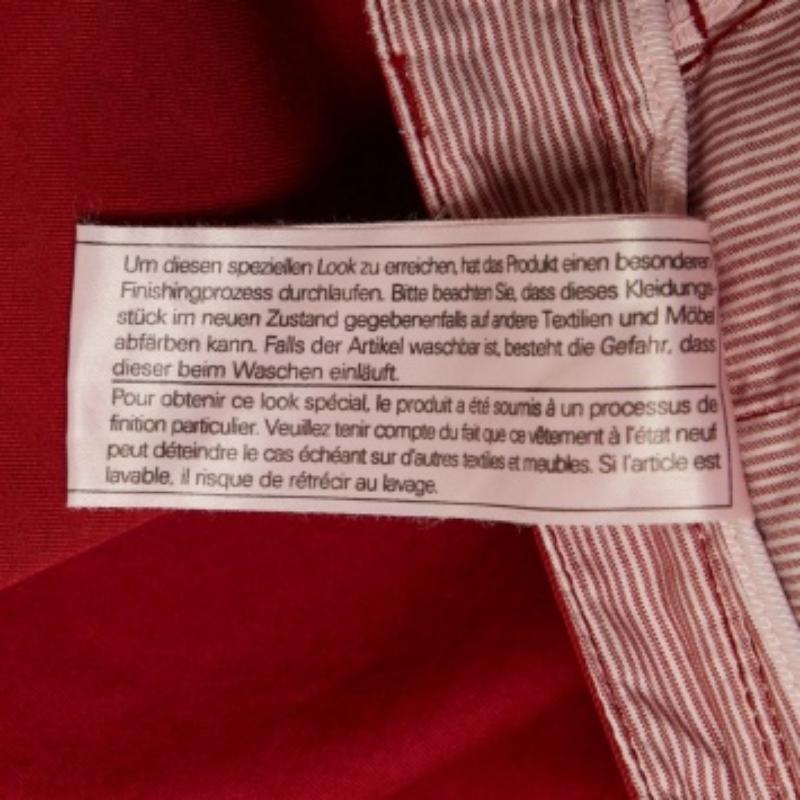 Um diesen speziellen Look zu erreichen, hat das Produkt einen besonderen
Finishingprozess durchlaufen. Bitte beachten Sie, dass dieses Kleidungs-
stück im neuen Zustand gegebenenfalls auf andere Textilien und Möbel
abfärben kann. Falls der Artikel waschbar ist, besteht die Gefahr, dass
dieser beim Waschen einläuft.
Pour obtenir ce look spécial, le produit a été soumis à un processus de
finition particulier. Veuillez tenir compte du fait que ce vêtement à l'état neuf
peut déteindre le cas échéant sur d'autres textiles et meubles. Si l'article est
lavable, il risque de rétrécir au lavage.